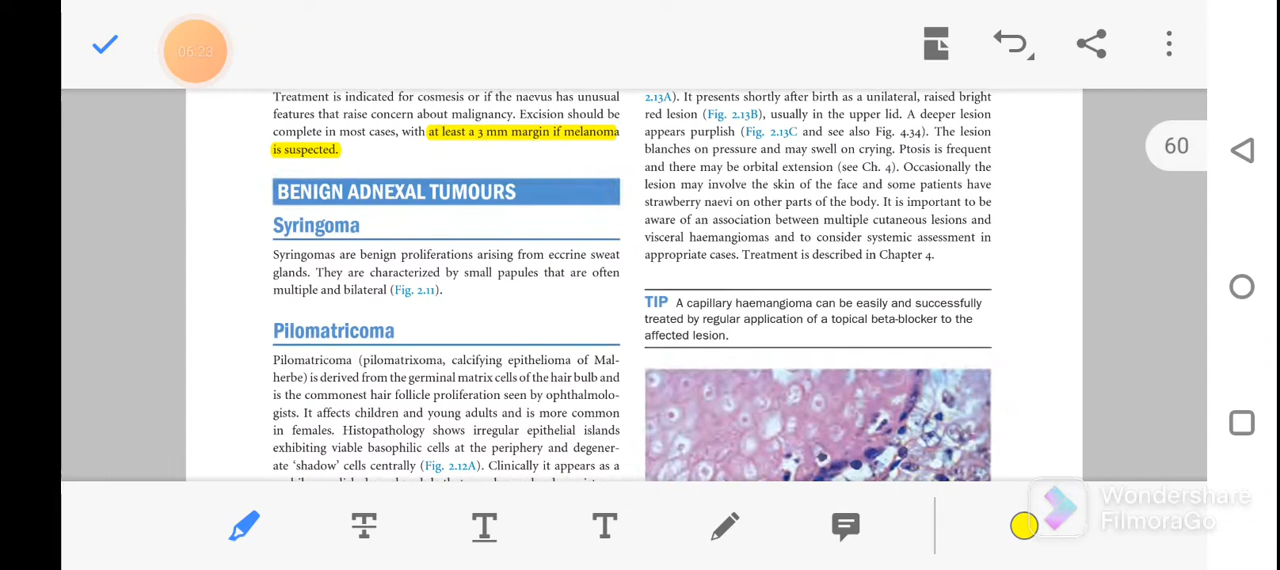 06:23
Treatment is indicated for cosmesis or if the naevus has unusual
features that raise concern about malignancy. Excision should be
complete in most cases, with at least a 3 mm margin if melanoma
is suspected.
BENIGN ADNEXAL TUMOURS
Syringoma
Syringomas are benign proliferations arising from eccrine sweat
glands. They are characterized by small papules that are often
multiple and bilateral (Fig. 2.11).
Pilomatricoma
Pilomatricoma (pilomatrixoma, calcifying epithelioma of Mal-
herbe) is derived from the germinal matrix cells of the hair bulb and
is the commonest hair follicle proliferation seen by ophthalmolo-
gists. It affects children and young adults and is more common
in females. Histopathology shows irregular epithelial islands
exhibiting viable basophilic cells at the periphery and degener-
ate ‘shadow’ cells centrally (Fig. 2.12A). Clinically it appears as a
2.13A). It presents shortly after birth as a unilateral, raised bright
red lesion (Fig. 2.13B), usually in the upper lid. A deeper lesion
appears purplish (Fig. 2.13C and see also Fig. 4.34). The lesion
blanches on pressure and may swell on crying. Ptosis is frequent
and there may be orbital extension (see Ch. 4). Occasionally the
lesion may involve the skin of the face and some patients have
strawberry naevi on other parts of the body. It is important to be
aware of an association between multiple cutaneous lesions and
visceral haemangiomas and to consider systemic assessment in
appropriate cases. Treatment is described in Chapter 4.
TIP A capillary haemangioma can be easily and successfully
treated by regular application of a topical beta-blocker to the
affected lesion.
60
T
T
T
Wondershare
FilmoraGo